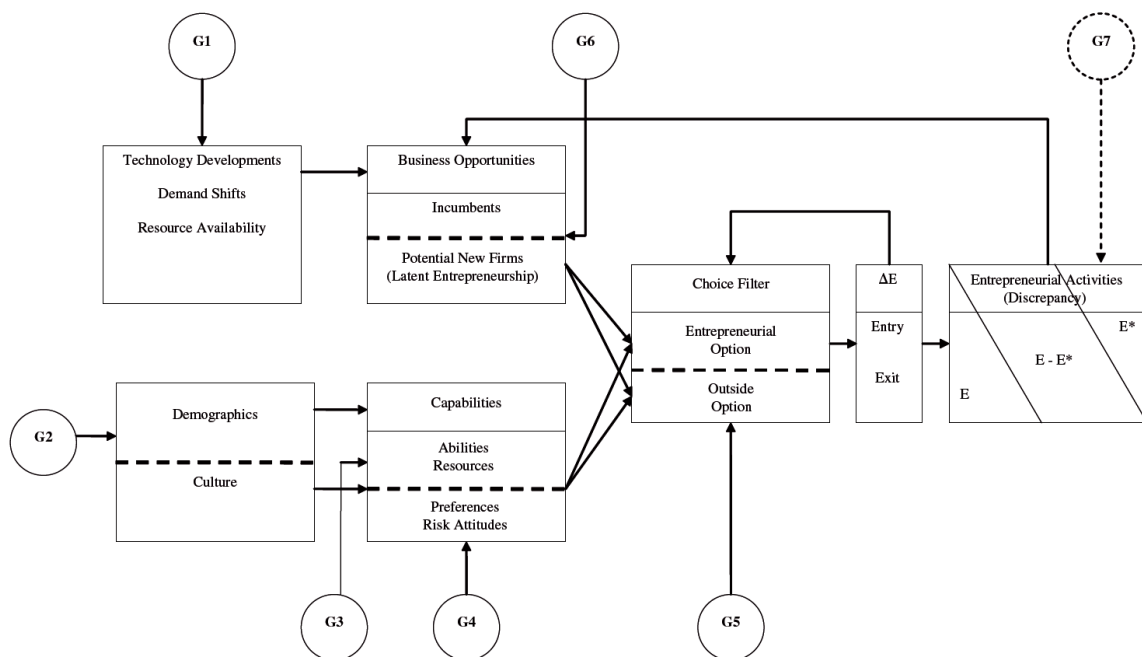 G1
G6
G7
Technology Developments
Demand Shifts
Resource Availability
Business Opportunities
Incumbents
Potential New Firms
(Latent Entrepreneurship)
Choice Filter
Entrepreneurial
Option
Outside
Option
ΔE
Entry
Exit
Entrepreneurial Activities
(Discrepancy)
E*
E - E*
E
G2
Demographics
Culture
Capabilities
Abilities
Resources
Preferences
Risk Attitudes
G3
G4
G5